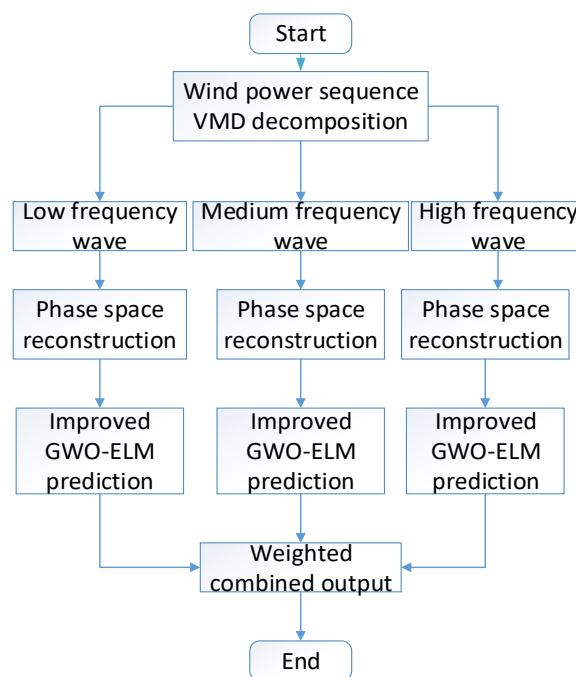 Start
Wind power sequence
VMD decomposition
Low frequency
wave
Medium frequency
wave
High frequency
wave
Phase space
reconstruction
Phase space
reconstruction
Phase space
reconstruction
Improved
GWO-ELM
prediction
Improved
GWO-ELM
prediction
Improved
GWO-ELM
prediction
Weighted
combined output
End